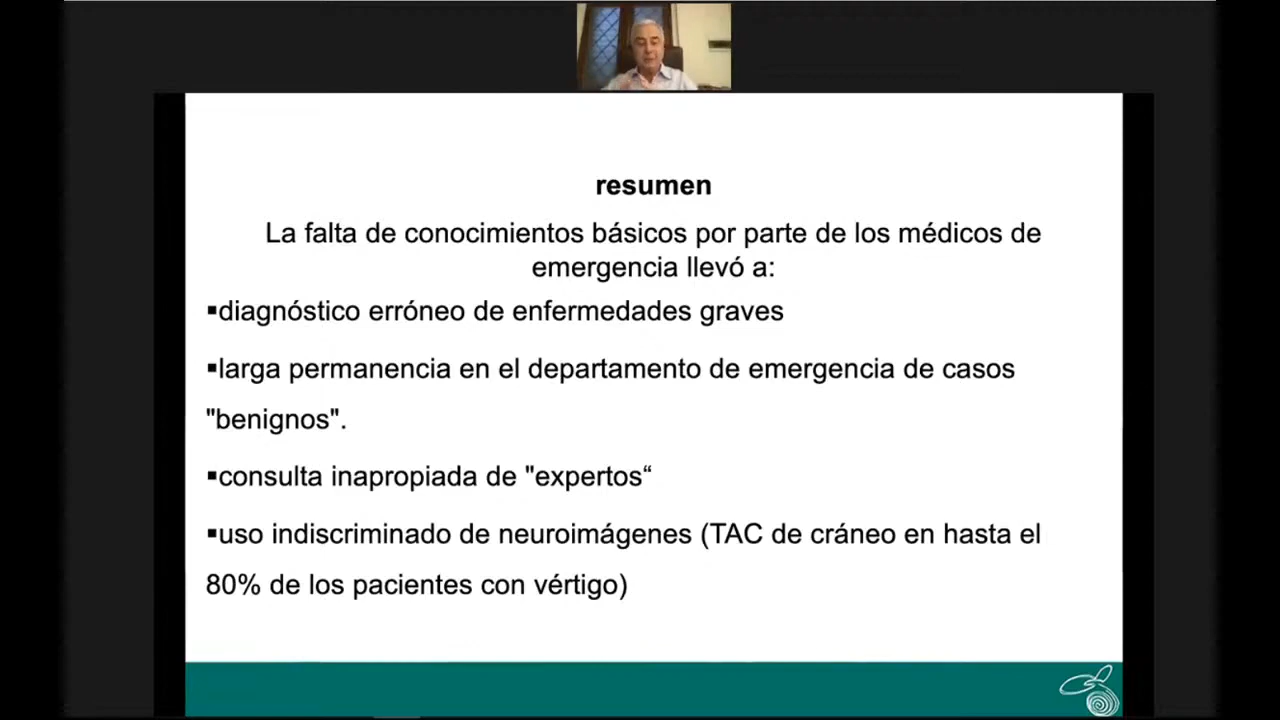 resumen
La falta de conocimientos básicos por parte de los médicos de
emergencia llevó a:
▪diagnóstico erróneo de enfermedades graves
▪larga permanencia en el departamento de emergencia de casos
"benignos".
▪consulta inapropiada de "expertos“
▪uso indiscriminado de neuroimágenes (TAC de cráneo en hasta el
80% de los pacientes con vértigo)